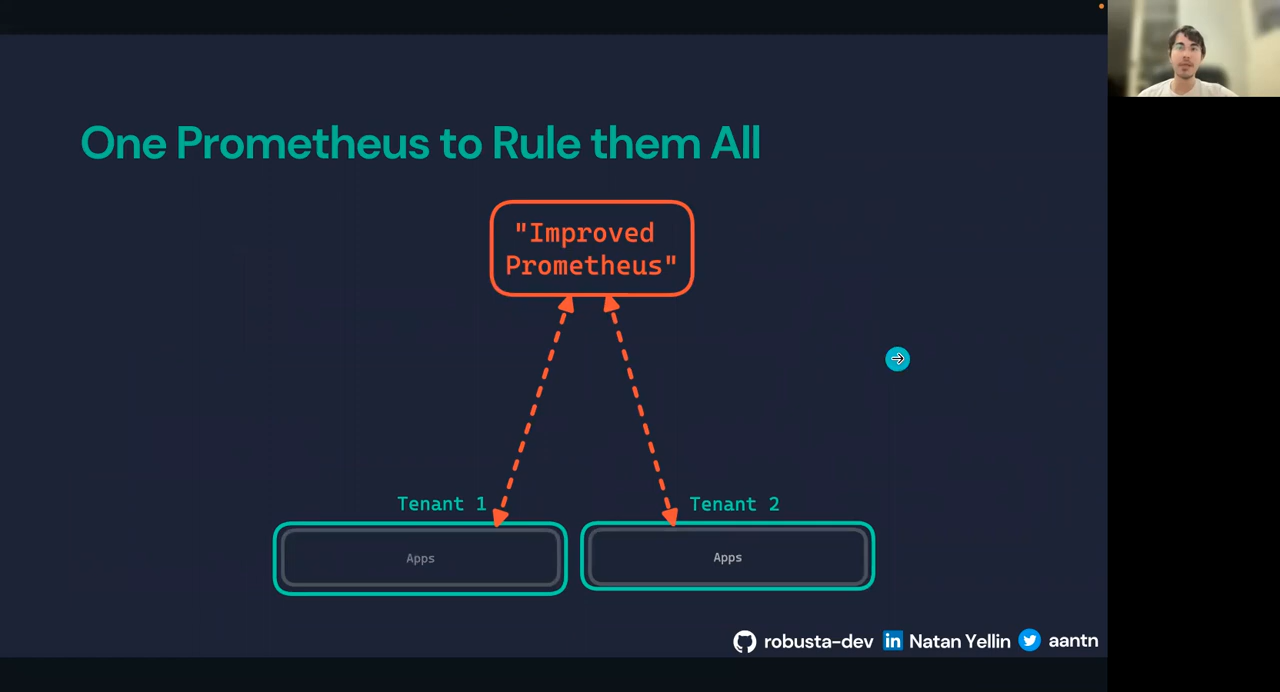 One Prometheus to Rule them All
"Improved
Prometheus"
Tenant 1
Tenant 2
Apps
Apps
robusta-dev
in
Natan Yellin
aantn